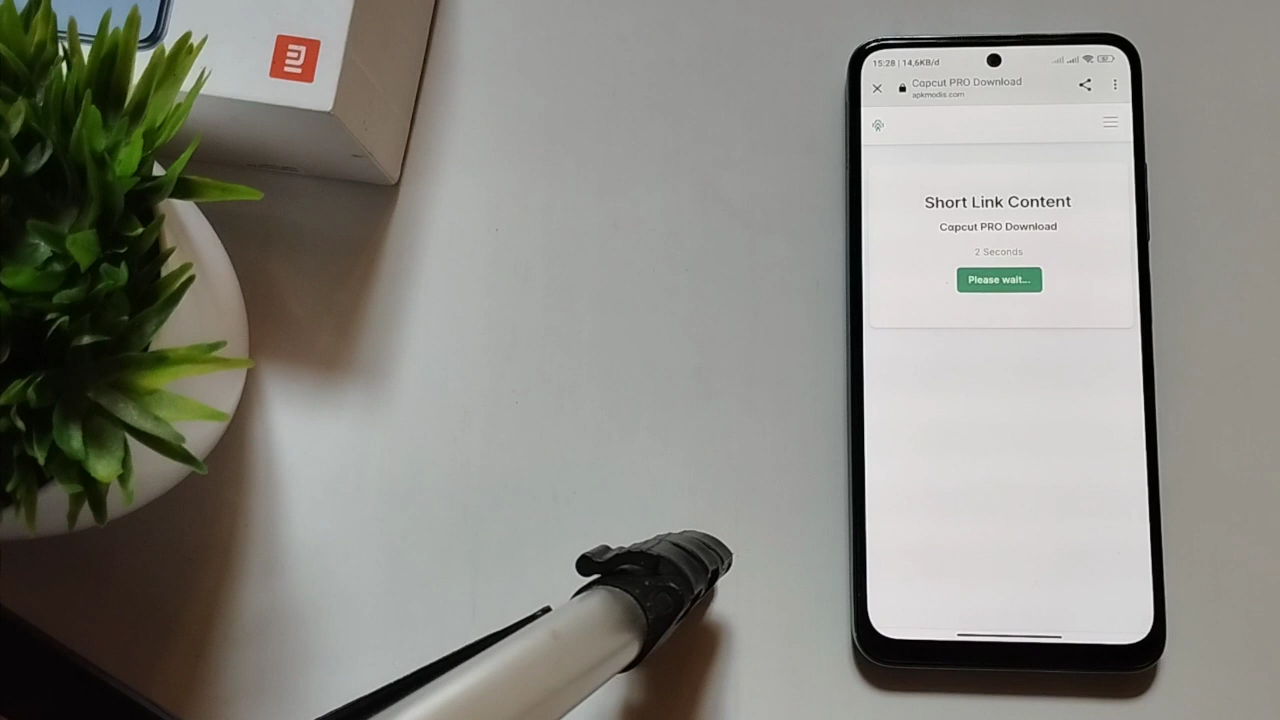 15:28 | 14,6KB/d
Capcut PRO Download
apkmodis.com
Short Link Content
Capcut PRO Download
2 Seconds
Please wait...